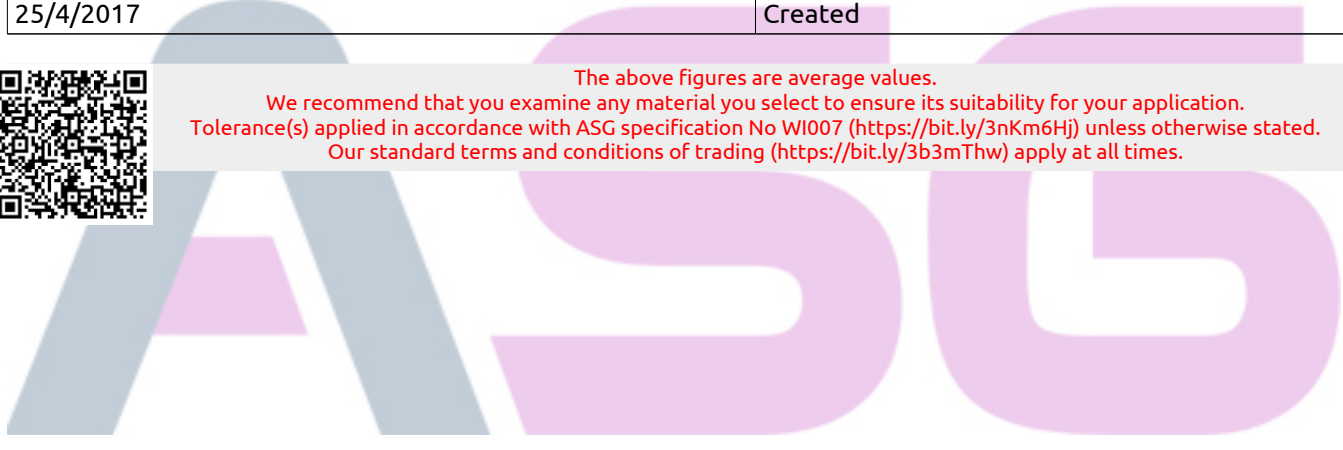 25/4/2017 Created
The above figures are average values.
We recommend that you examine any material you select to ensure its suitability for your application.
Tolerance(s) applied in accordance with ASG specification No WI007 (https://bit.ly/3nKm6Hj) unless otherwise stated.
Our standard terms and conditions of trading (https://bit.ly/3b3mThw) apply at all times.
ASG